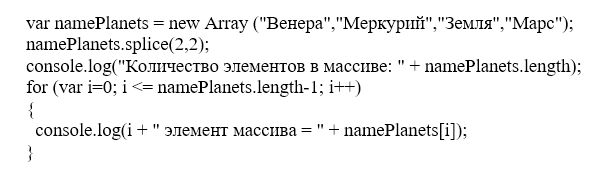 var namePlanets = new Array ("Венера","Меркурий","Земля","Марс");
namePlanets.splice(2,2);
console.log("Количество элементов в массиве: " + namePlanets.length);
for (var i=0; i <= namePlanets.length-1; i++)
{
console.log(i + " элемент массива = " + namePlanets[i]);
}